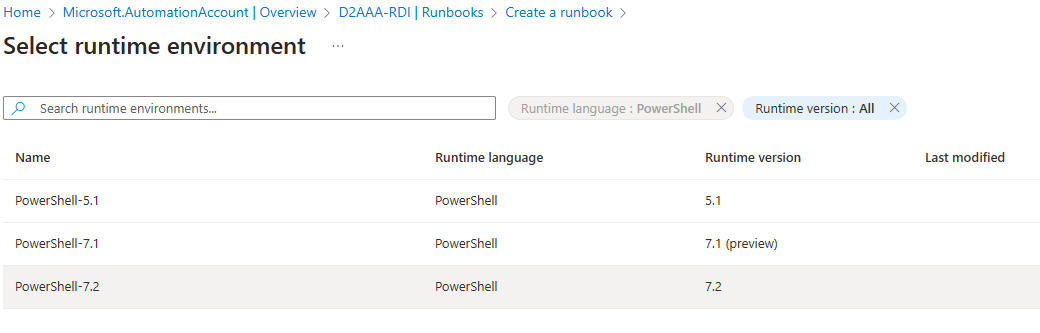 Home > Microsoft.AutomationAccount | Overview > D2AAA-RDI | Runbooks > Create a runbook >
Select runtime environment ...
Search runtime environments... Runtime language : PowerShell Runtime version : All
Name Runtime language Runtime version Last modified
PowerShell-5.1 PowerShell 5.1
PowerShell-7.1 PowerShell 7.1 (preview)
PowerShell-7.2 PowerShell 7.2